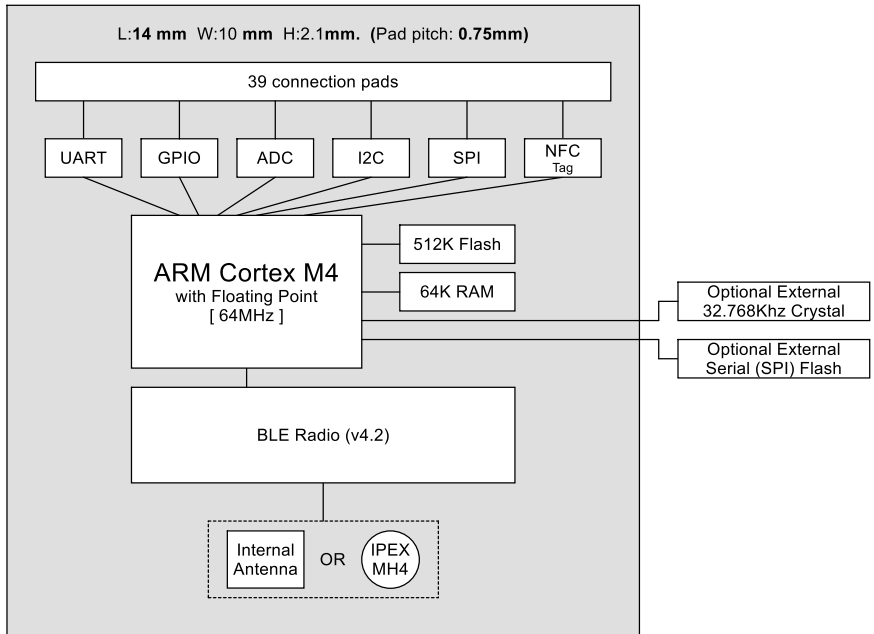 L:14 mm W:10 mm H:2.1mm. (Pad pitch: 0.75mm)
39 connection pads
UART GPIO ADC I2C SPI NFC
Tag
ARM Cortex M4
with Floating Point
[ 64MHz ]
512K Flash
64K RAM
Optional External
32.768Khz Crystal
Optional External
Serial (SPI) Flash
BLE Radio (v4.2)
Internal
Antenna
OR
IPEX
MH4